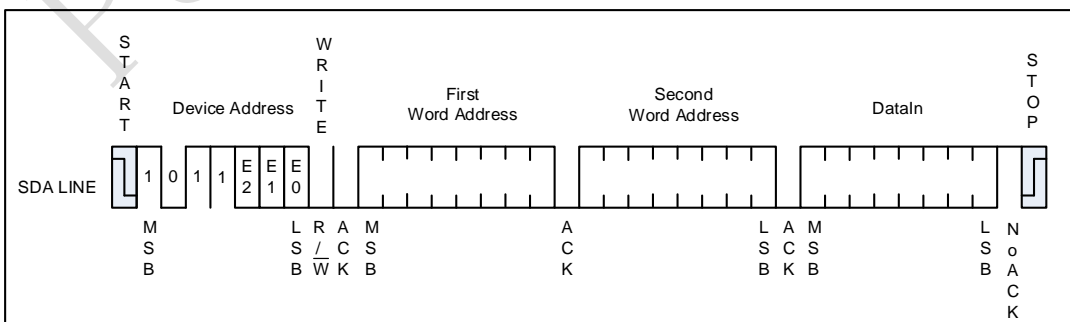 START
WRITE
STOP
Device Address
First
Word Address
Second
Word Address
DataIn
SDA LINE
1 0 1 1 E2 E1 E0
MSB
LSB
R/W
ACK
MSB
ACK
LSB
ACK
MSB
LSB
NoACK